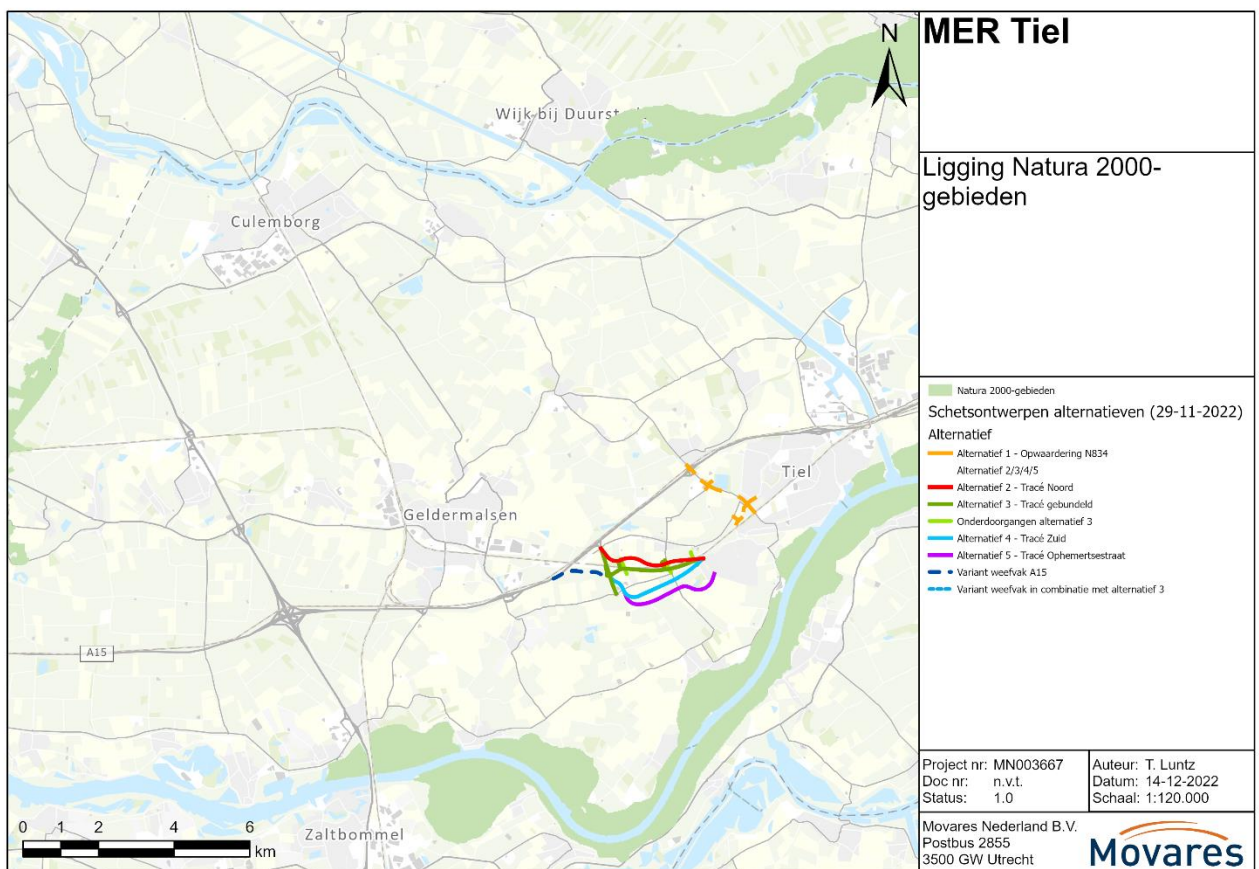 MER Tiel
Ligging Natura 2000-
gebieden
Natura 2000-gebieden
Schetsontwerpen alternatieven (29-11-2022)
Alternatief
Alternatief 1 - Opwaardering N834
Alternatief 2/3/4/5
Alternatief 2 - Tracé Noord
Alternatief 3 - Tracé gebundeld
Onderdoorgangen alternatief 3
Alternatief 4 - Tracé Zuid
Alternatief 5 - Tracé Ophemertsestraat
Variant weefvak A15
Variant weefvak in combinatie met alternatief 3
Project nr: MN003667
Doc nr: n.v.t.
Status: 1.0
Auteur: T. Luntz
Datum: 14-12-2022
Schaal: 1:120.000
Movares Nederland B.V.
Postbus 2855
3500 GW Utrecht
Movares
N
Wijk bij Duurst
Culemborg
Tiel
Geldermalsen
A15
Zaltbommel
0 1 2 4 6
km